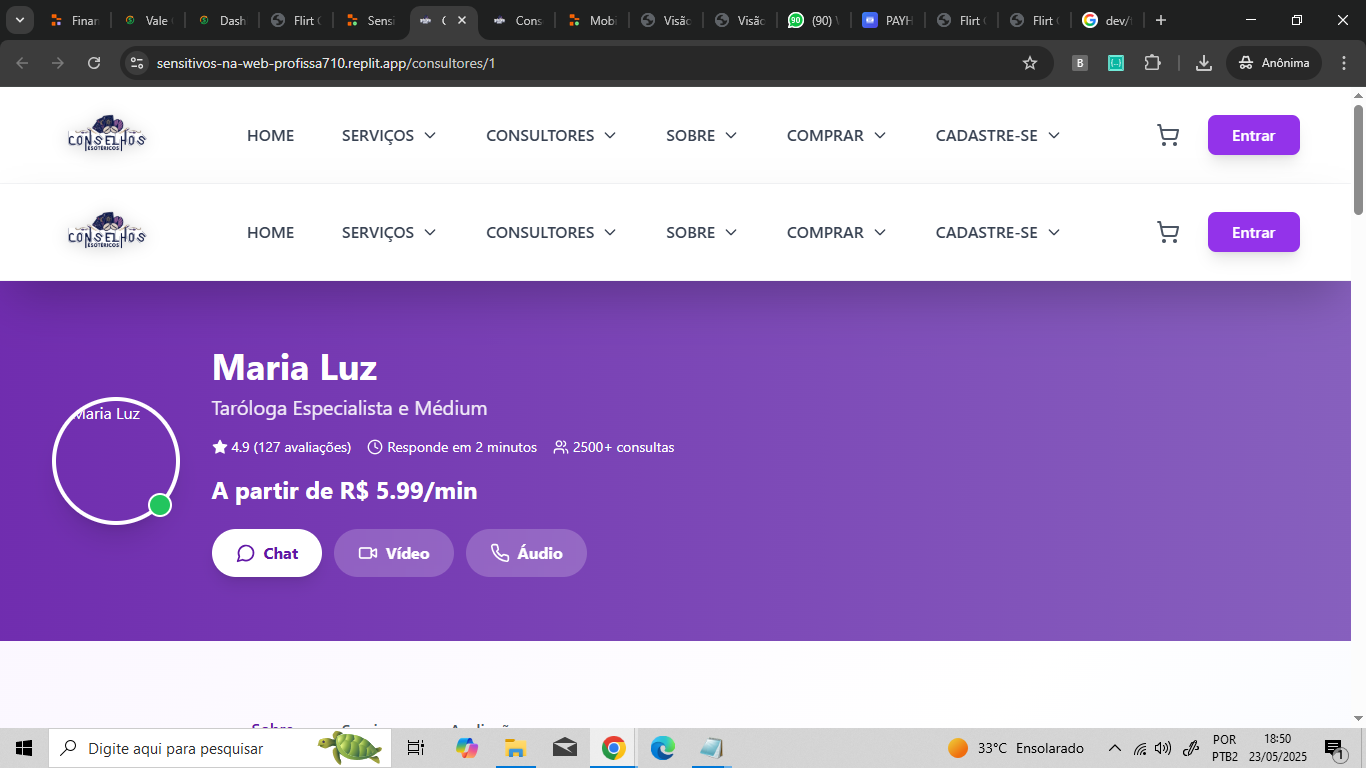 Finar
Vale
Dash
Flirt
Sensi
Cons
Mobi
Visão
Visão
(90)
PAYH
Flirt
Flirt
dev/
sensitivos-na-web-profissa710.replit.app/consultores/1
B
Anônima
CONSELHOS
ESOTÉRICOS
HOME SERVIÇOS CONSULTORES SOBRE COMPRAR CADASTRE-SE Entrar
CONSELHOS
ESOTÉRICOS
HOME SERVIÇOS CONSULTORES SOBRE COMPRAR CADASTRE-SE Entrar
Maria Luz
Taróloga Especialista e Médium
Maria Luz
4.9 (127 avaliações) Responde em 2 minutos 2500+ consultas
A partir de R$ 5.99/min
Chat Vídeo Áudio
Sobre
Digite aqui para pesquisar
33°C Ensolarado
POR
PTB2
18:50
23/05/2025
1